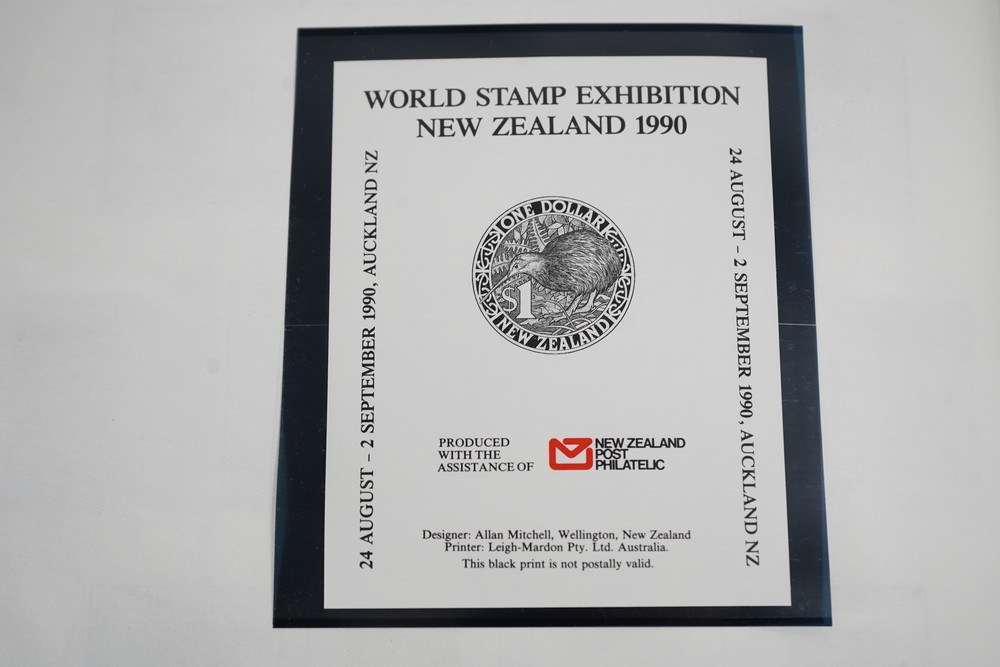 WORLD STAMP EXHIBITION
NEW ZEALAND 1990
24 AUGUST – 2 SEPTEMBER 1990, AUCKLAND NZ
24 AUGUST – 2 SEPTEMBER 1990, AUCKLAND NZ
ONE DOLLAR
$1
NEW ZEALAND
PRODUCED
WITH THE
ASSISTANCE OF
NEW ZEALAND
POST
PHILATELIC
Designer: Allan Mitchell, Wellington, New Zealand
Printer: Leigh-Mardon Pty. Ltd. Australia.
This black print is not postally valid.